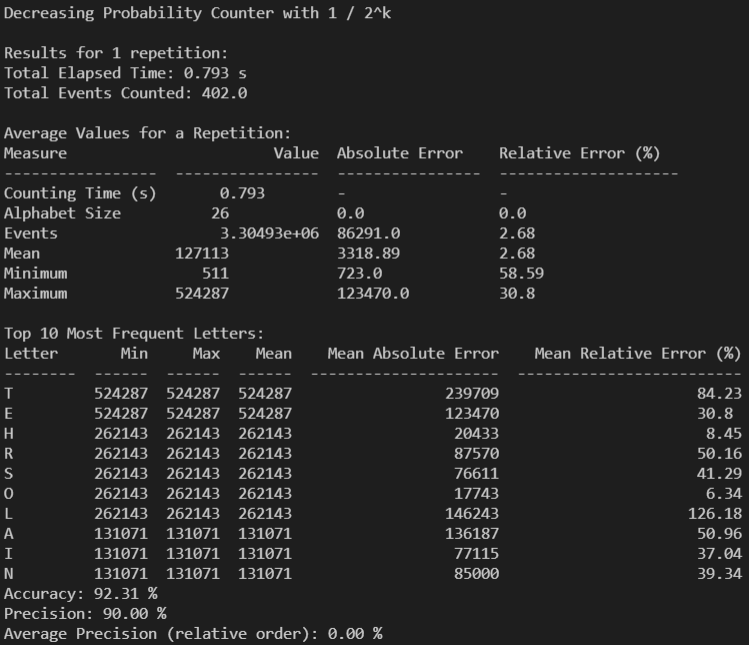 Decreasing Probability Counter with 1 / 2^k
Results for 1 repetition:
Total Elapsed Time: 0.793 s
Total Events Counted: 402.0
Average Values for a Repetition:
Measure Value Absolute Error Relative Error (%)
----------------- ---------------- ---------------- --------------------
Counting Time (s) 0.793 - -
Alphabet Size 26 0.0 0.0
Events 3.30493e+06 86291.0 2.68
Mean 127113 3318.89 2.68
Minimum 511 723.0 58.59
Maximum 524287 123470.0 30.8
Top 10 Most Frequent Letters:
Letter Min Max Mean Mean Absolute Error Mean Relative Error (%)
-------- ------ ------ ------ --------------------- -------------------------
T 524287 524287 524287 239709 84.23
E 524287 524287 524287 123470 30.8
H 262143 262143 262143 20433 8.45
R 262143 262143 262143 87570 50.16
S 262143 262143 262143 76611 41.29
O 262143 262143 262143 17743 6.34
L 262143 262143 262143 146243 126.18
A 131071 131071 131071 136187 50.96
I 131071 131071 131071 77115 37.04
N 131071 131071 131071 85000 39.34
Accuracy: 92.31 %
Precision: 90.00 %
Average Precision (relative order): 0.00 %